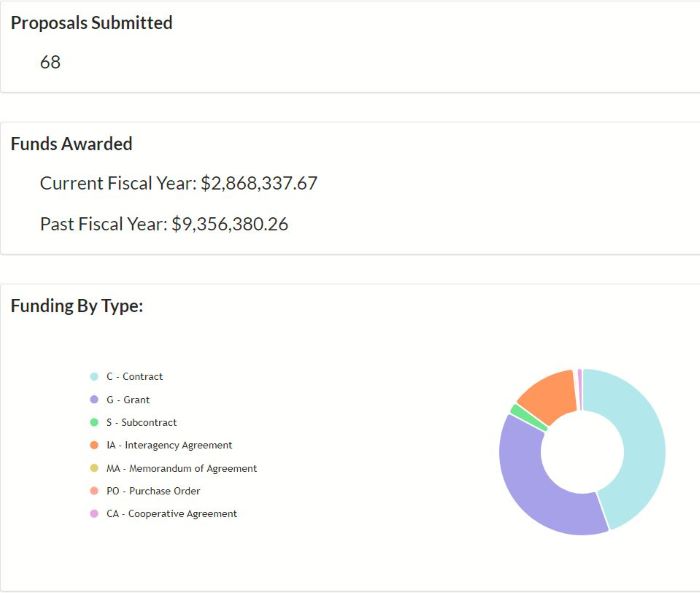 Proposals Submitted
68
Funds Awarded
Current Fiscal Year: $2,868,337.67
Past Fiscal Year: $9,356,380.26
Funding By Type:
C - Contract
G - Grant
S - Subcontract
IA - Interagency Agreement
MA - Memorandum of Agreement
PO - Purchase Order
CA - Cooperative Agreement